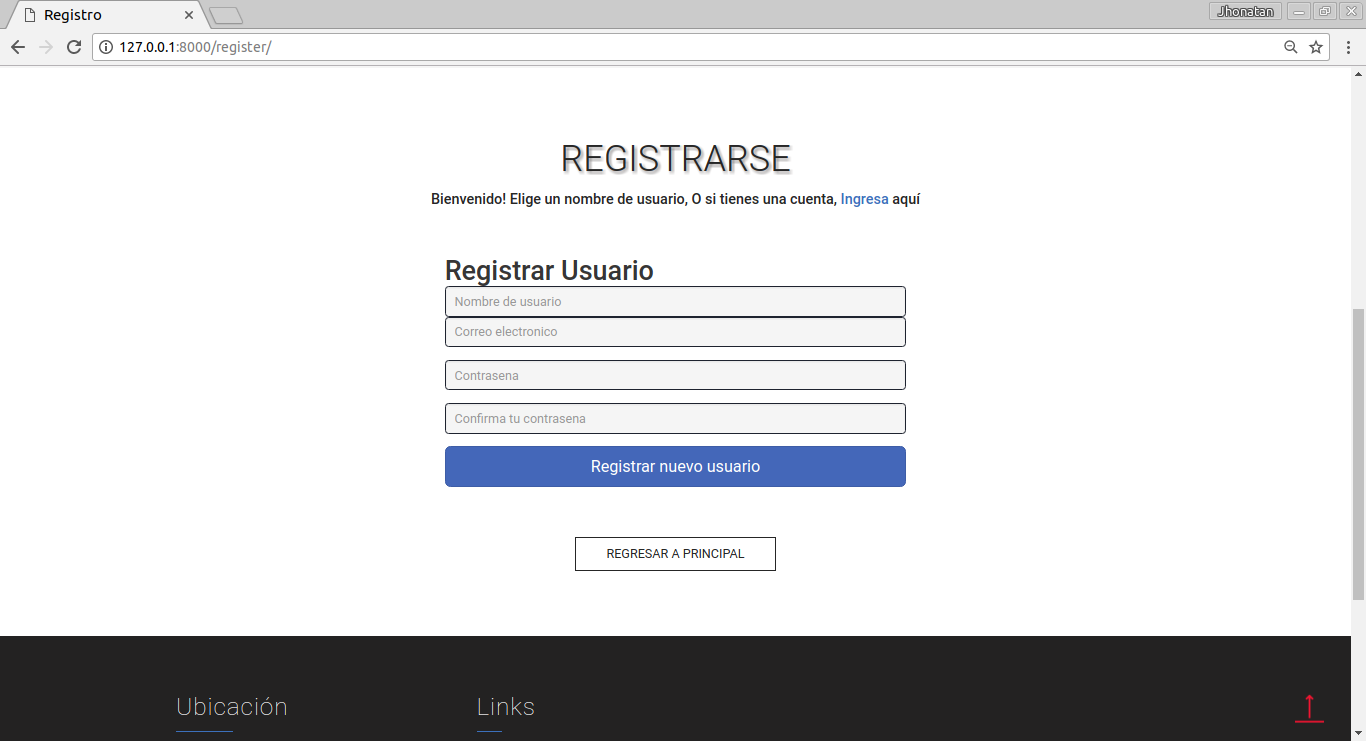 Registro
Jhonatan
127.0.0.1:8000/register/
REGISTRARSE
Bienvenido! Elige un nombre de usuario, O si tienes una cuenta, Ingresa aquí
Registrar Usuario
Nombre de usuario
Correo electronico
Contrasena
Confirma tu contrasena
Registrar nuevo usuario
REGRESAR A PRINCIPAL
Ubicación
Links